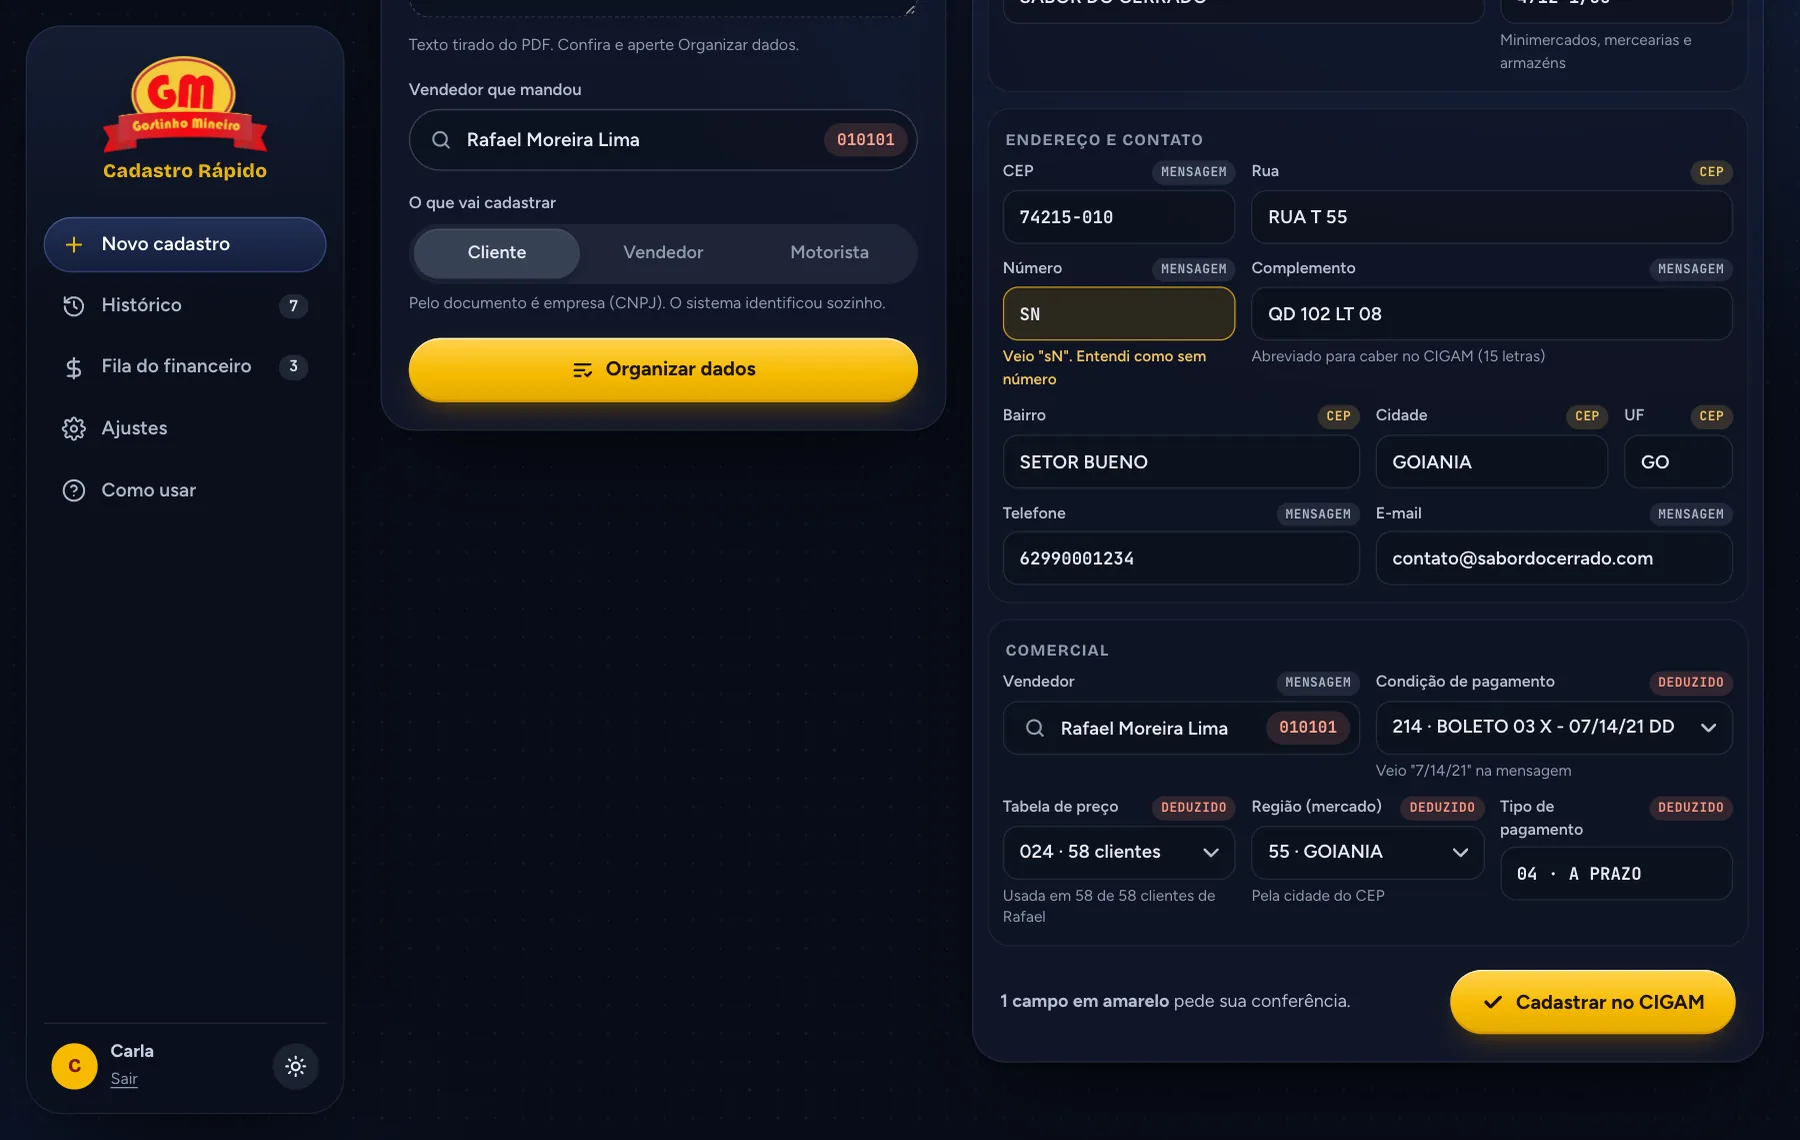 GM
Gostinho Mineiro
Cadastro Rápido
Novo cadastro
Histórico 7
Fila do financeiro 3
Ajustes
Como usar
C
Carla
Sair
Texto tirado do PDF. Confira e aperte Organizar dados.
Vendedor que mandou
Rafael Moreira Lima 010101
O que vai cadastrar
Cliente Vendedor Motorista
Pelo documento é empresa (CNPJ). O sistema identificou sozinho.
Organizar dados
SABOR DO CERRADO
Minimercados, mercearias e
armazéns
ENDEREÇO E CONTATO
CEP MENSAGEM Rua CEP
74215-010 RUA T 55
Número MENSAGEM Complemento MENSAGEM
SN QD 102 LT 08
Veio "sN". Entendi como sem
número
Abreviado para caber no CIGAM (15 letras)
Bairro CEP Cidade CEP UF CEP
SETOR BUENO GOIANIA GO
Telefone MENSAGEM E-mail MENSAGEM
62990001234 contato@sabordocerrado.com
COMERCIAL
Vendedor MENSAGEM Condição de pagamento DEDUZIDO
Rafael Moreira Lima 010101 214 · BOLETO 03 X - 07/14/21 DD
Veio "7/14/21" na mensagem
Tabela de preço DEDUZIDO Região (mercado) DEDUZIDO Tipo de DEDUZIDO
pagamento
024 · 58 clientes 55 · GOIANIA 04 · A PRAZO
Usada em 58 de 58 clientes de
Rafael
Pela cidade do CEP
1 campo em amarelo pede sua conferência.
Cadastrar no CIGAM